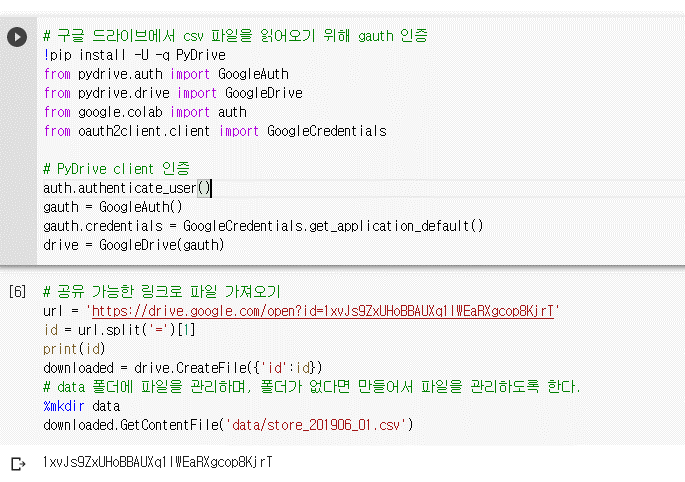 # 구글 드라이브에서 csv 파일을 읽어오기 위해 gauth 인증
!pip install -U -q PyDrive
from pydrive.auth import GoogleAuth
from pydrive.drive import GoogleDrive
from google.colab import auth
from oauth2client.client import GoogleCredentials
# PyDrive client 인증
auth.authenticate_user()
gauth = GoogleAuth()
gauth.credentials = GoogleCredentials.get_application_default()
drive = GoogleDrive(gauth)
[6] # 공유 가능한 링크로 파일 가져오기
url = 'https://drive.google.com/open?id=1xvJs9ZxUHoBBAUXq1IWEaRXgcop8KjrT'
id = url.split('=')[1]
print(id)
downloaded = drive.CreateFile({'id':id})
# data 폴더에 파일을 관리하며, 폴더가 없다면 만들어서 파일을 관리하도록 한다.
%mkdir data
downloaded.GetContentFile('data/store_201906_01.csv')
1xvJs9ZxUHoBBAUXq1IWEaRXgcop8KjrT